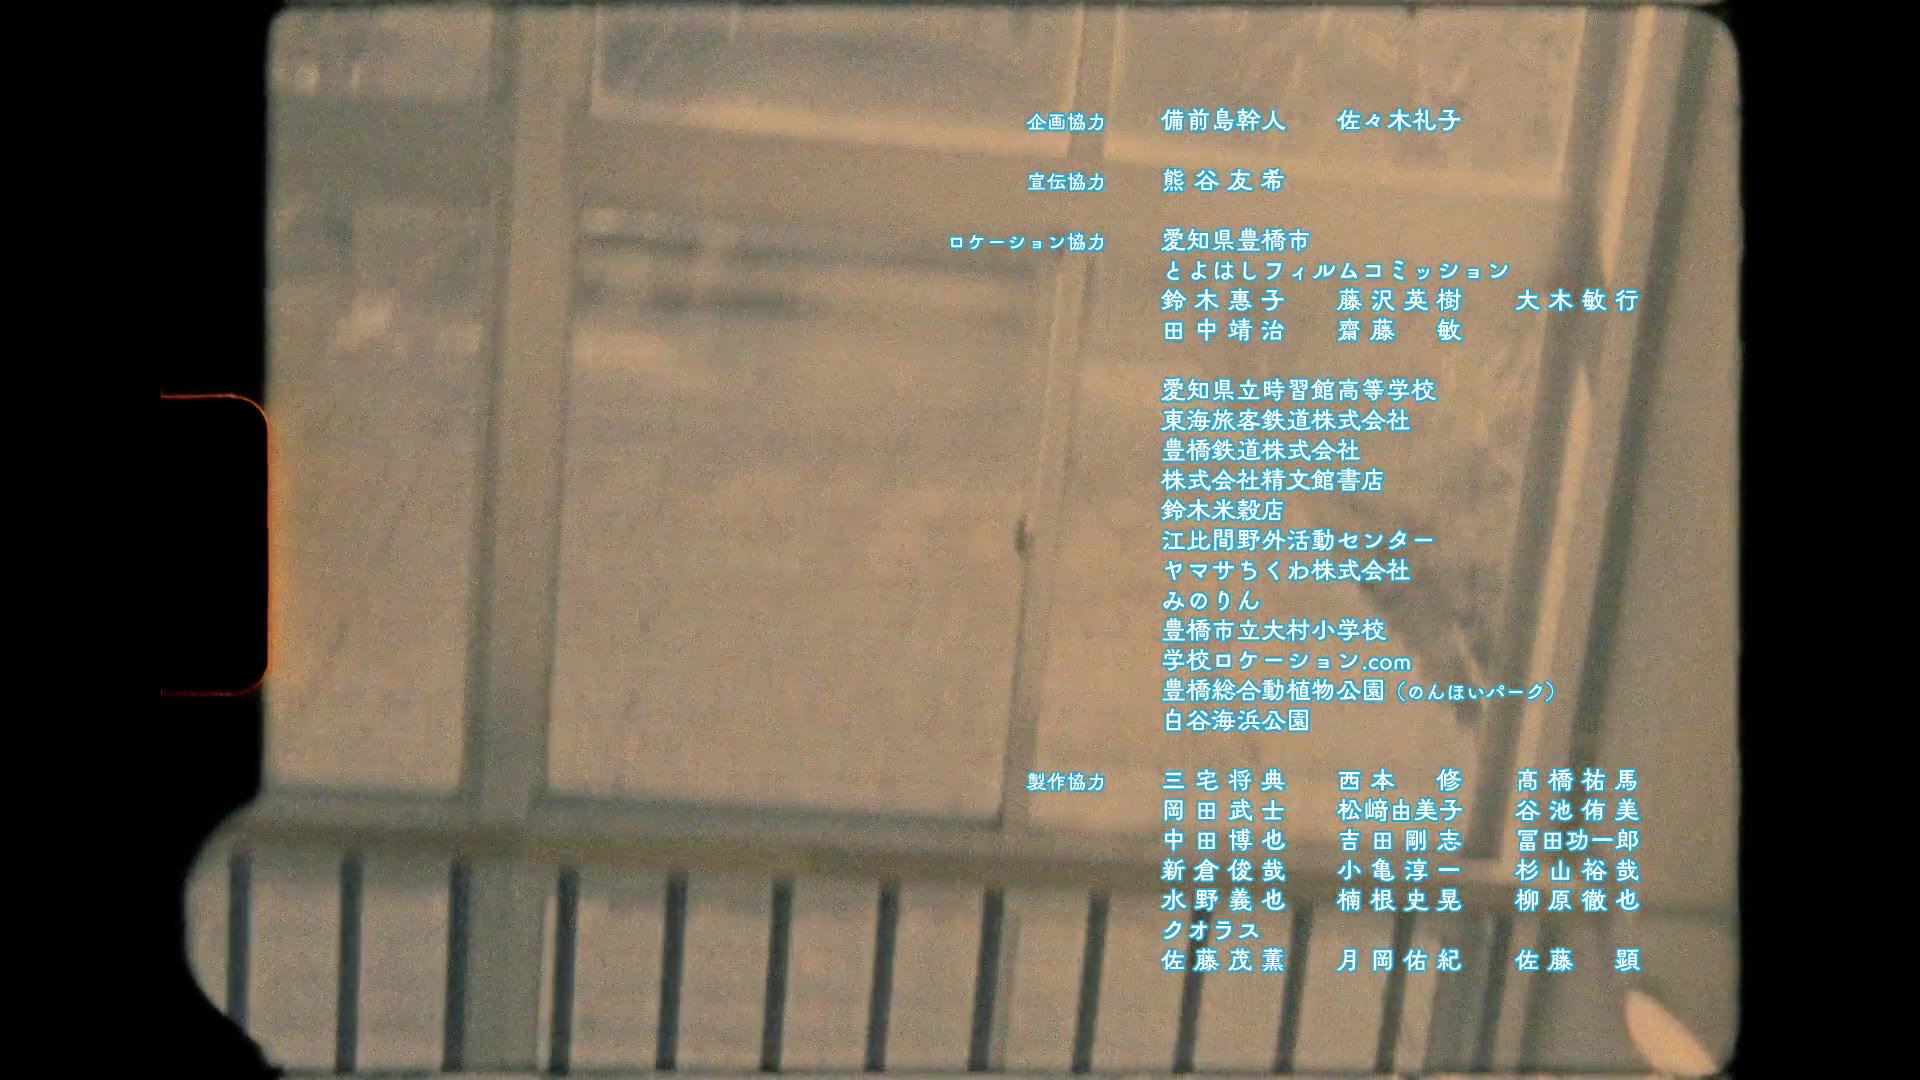 企画協力 備前島幹人 佐々木礼子
宣伝協力 熊谷友希
ロケーション協力 愛知県豊橋市
とよはしフィルムコミッション
鈴木惠子 藤沢英樹 大木敏行
田中靖治 齋藤 敏
愛知県立時習館高等学校
東海旅客鉄道株式会社
豊橋鉄道株式会社
株式会社精文館書店
鈴木米穀店
江比間野外活動センター
ヤマサちくわ株式会社
みのりん
豊橋市立大村小学校
学校ロケーション.com
豊橋総合動植物公園（のんほいパーク）
白谷海浜公園
製作協力 三宅将典 西本 修 髙橋祐馬
岡田武士 松﨑由美子 谷池侑美
中田博也 吉田剛志 冨田功一郎
新倉俊哉 小亀淳一 杉山裕哉
水野義也 楠根史晃 柳原徹也
クオラス
佐藤茂薫 月岡佑紀 佐藤 顕